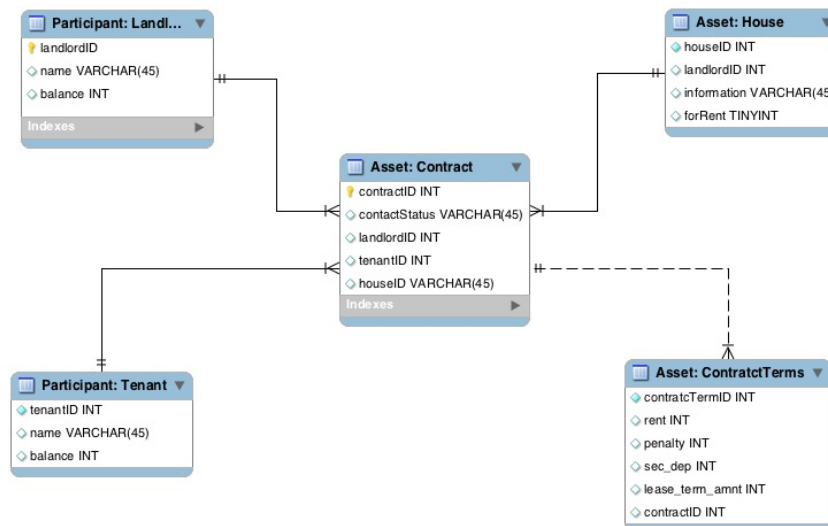 Participant: Landl...
landlordID
name VARCHAR(45)
balance INT
Indexes
Asset: House
houseID INT
landlordID INT
information VARCHAR(45
forRent TINYINT
Asset: Contract
contractID INT
contactStatus VARCHAR(45)
landlordID INT
tenantID INT
houseID VARCHAR(45)
Indexes
Participant: Tenant
tenantID INT
name VARCHAR(45)
balance INT
Asset: ContratctTerms
contratcTermID INT
rent INT
penalty INT
sec_dep INT
lease_term_amnt INT
contractID INT